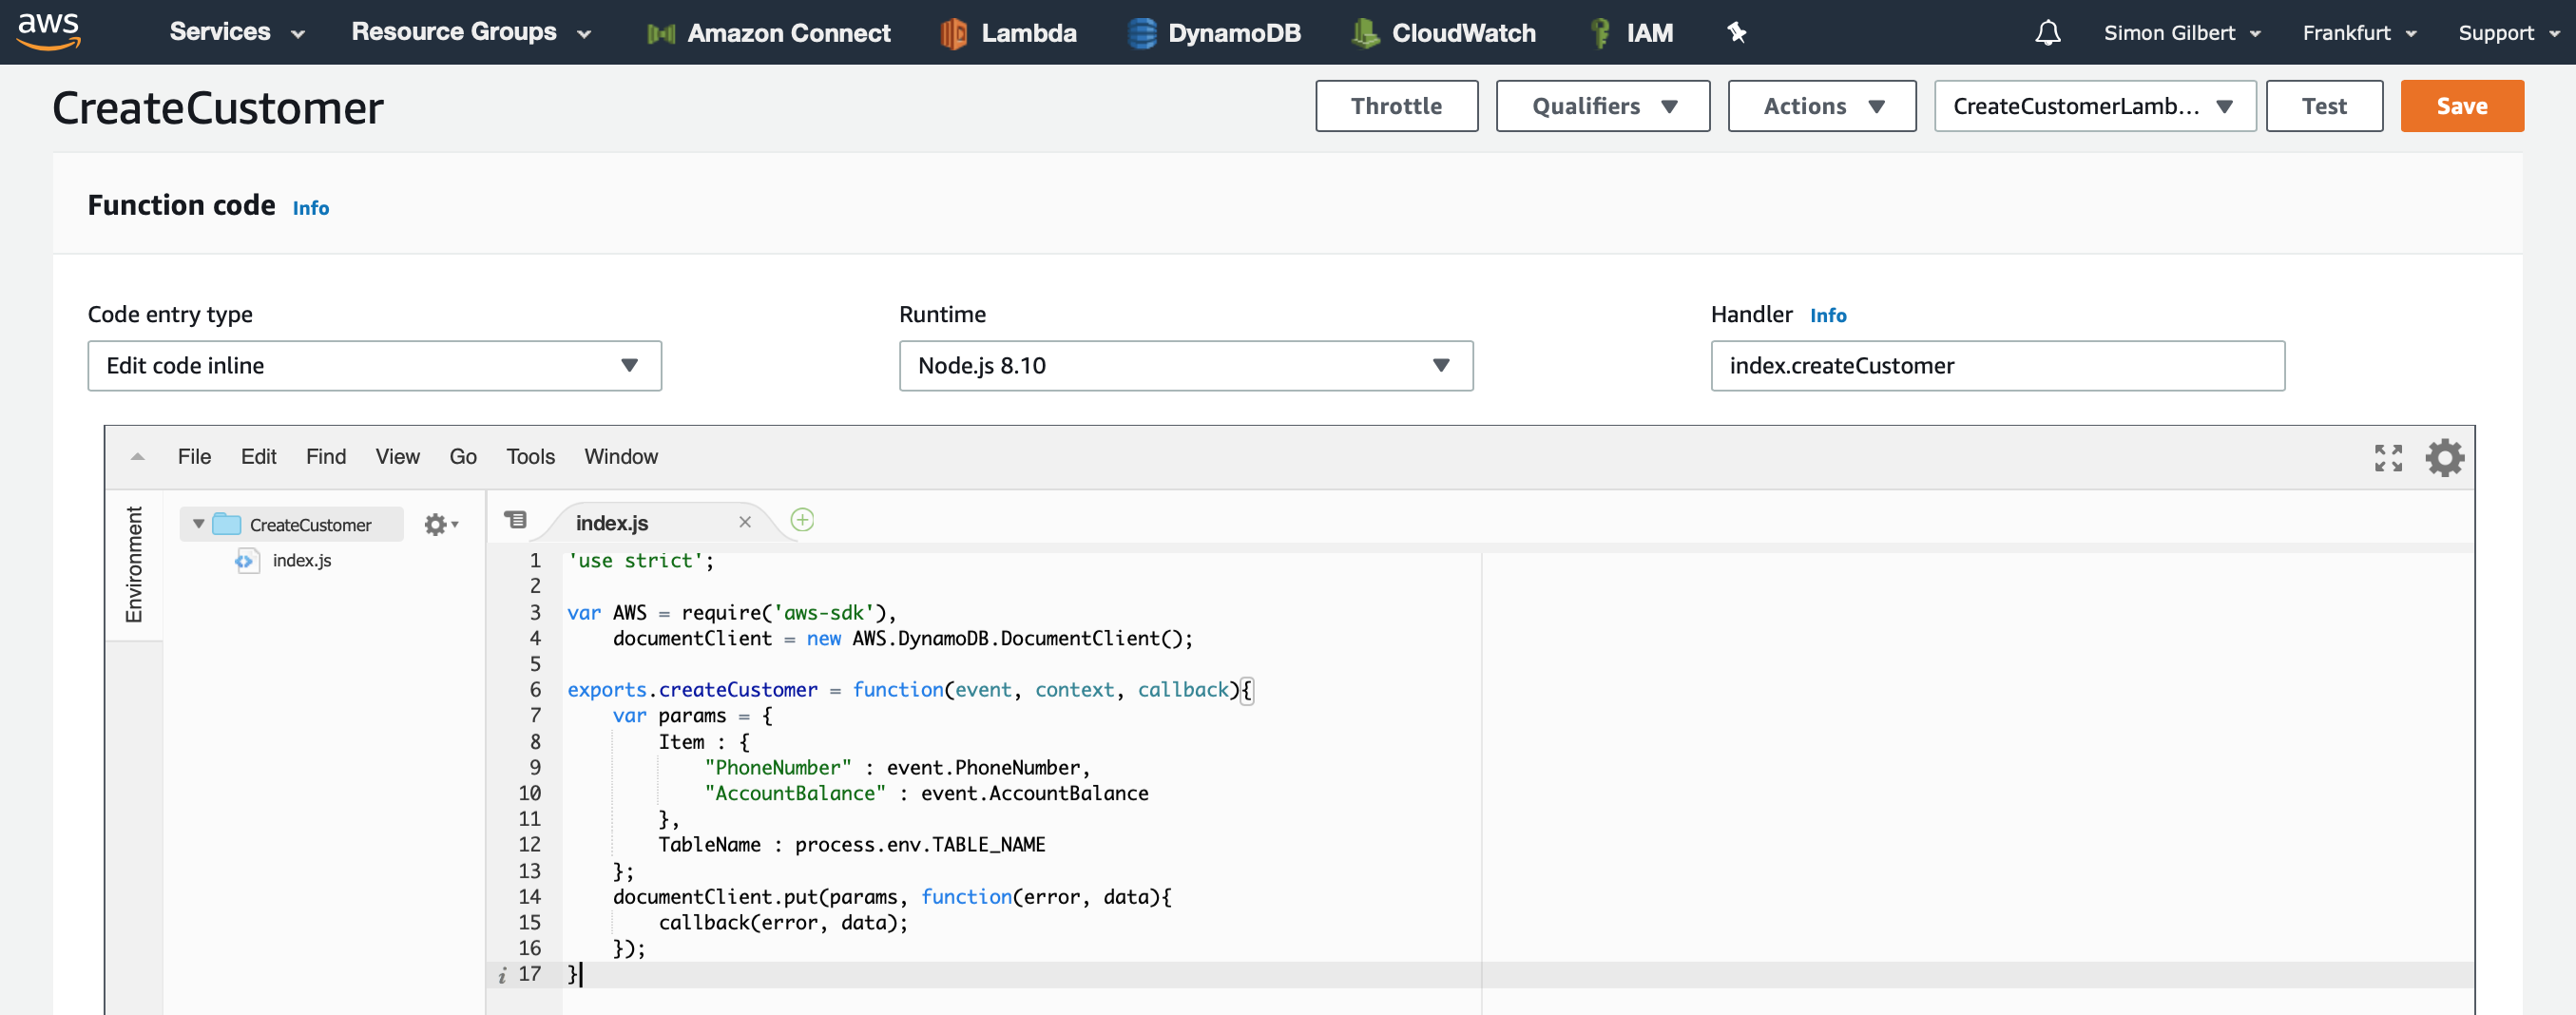 aws Services Resource Groups Amazon Connect Lambda DynamoDB CloudWatch IAM Simon Gilbert Frankfurt Support
CreateCustomer Throttle Qualifiers Actions CreateCustomerLamb... Test Save
Function code Info
Code entry type Runtime Handler Info
Edit code inline Node.js 8.10 index.createCustomer
File Edit Find View Go Tools Window
Environment
CreateCustomer
index.js
index.js
1 'use strict';
2
3 var AWS = require('aws-sdk'),
4     documentClient = new AWS.DynamoDB.DocumentClient();
5
6 exports.createCustomer = function(event, context, callback){
7     var params = {
8         Item : {
9             "PhoneNumber" : event.PhoneNumber,
10             "AccountBalance" : event.AccountBalance
11         },
12         TableName : process.env.TABLE_NAME
13     };
14     documentClient.put(params, function(error, data){
15         callback(error, data);
16     });
i 17 }